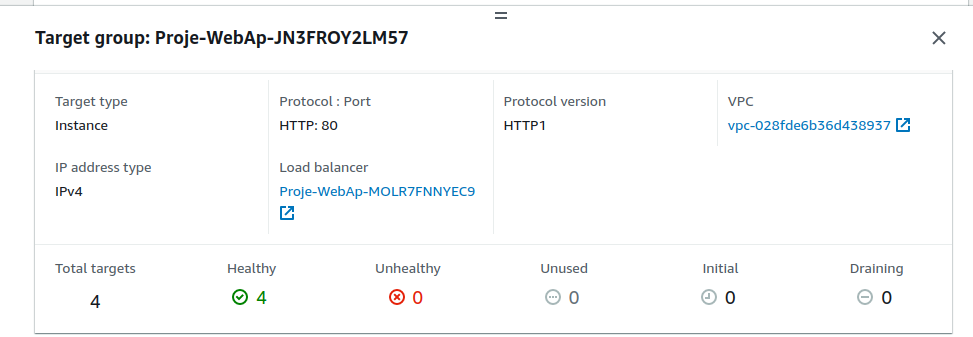 Target group: Proje-WebAp-JN3FROY2LM57
Target type
Instance
Protocol : Port
HTTP: 80
Protocol version
HTTP1
VPC
vpc-028fde6b36d438937
IP address type
IPv4
Load balancer
Proje-WebAp-MOLR7FNNYEC9
Total targets
4
Healthy
4
Unhealthy
0
Unused
0
Initial
0
Draining
0